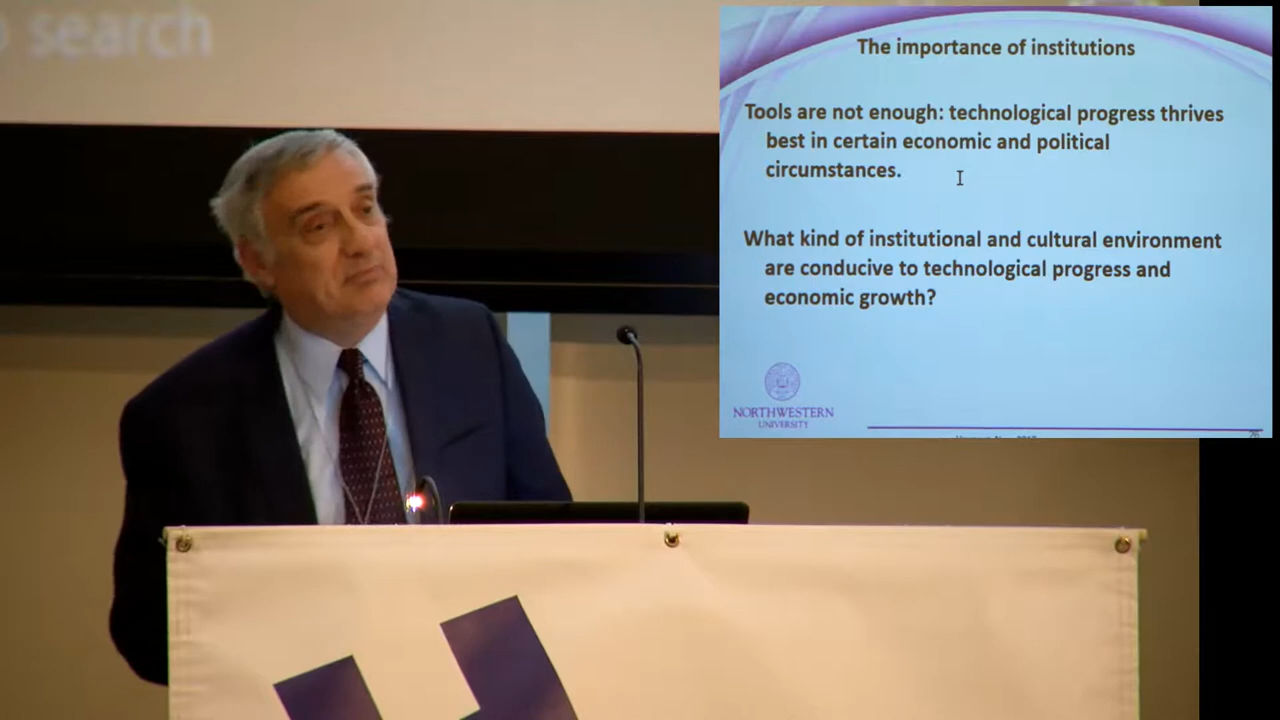 search
The importance of institutions
Tools are not enough: technological progress thrives
best in certain economic and political
circumstances.
What kind of institutional and cultural environment
are conducive to technological progress and
economic growth?
NORTHWESTERN
UNIVERSITY